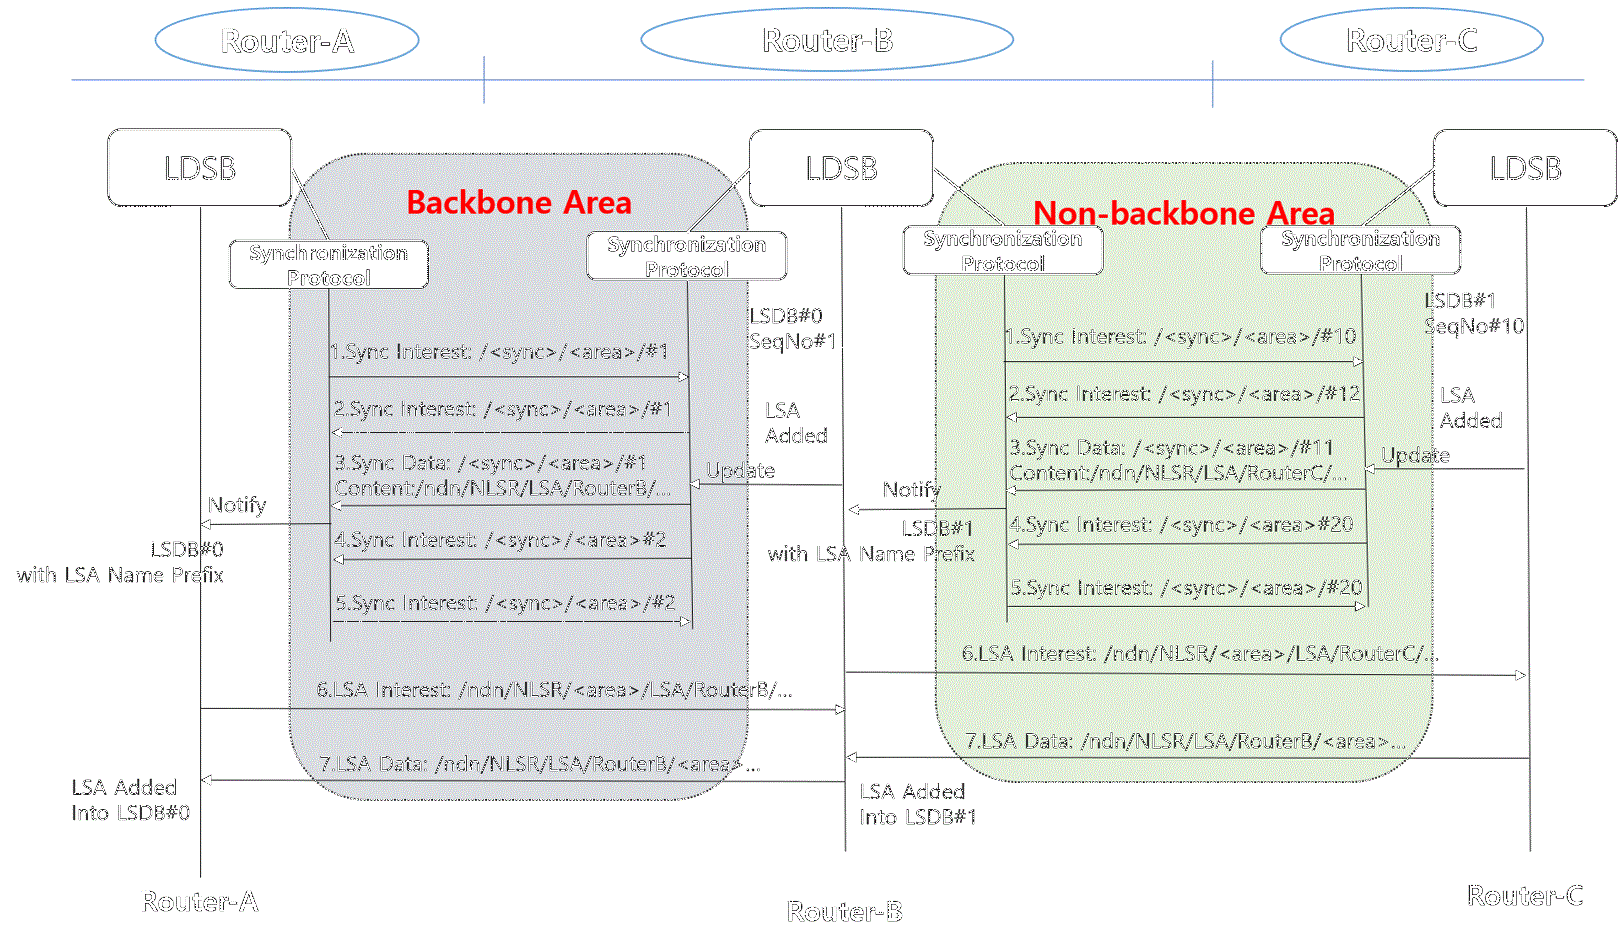 Router-A
Router-B
Router-C
LDSB
LDSB
LDSB
Backbone Area
Non-backbone Area
Synchronization
Protocol
Synchronization
Protocol
Synchronization
Protocol
Synchronization
Protocol
LSDB#0
SeqNo#1
LSDB#1
SeqNo#10
1.Sync Interest: /<sync>/<area>/#1
2.Sync Interest: /<sync>/<area>/#1
LSA
Added
3.Sync Data: /<sync>/<area>/#1
Content:/ndn/NLSR/LSA/RouterB/...
Update
Notify
LSDB#0
with LSA Name Prefix
4.Sync Interest: /<sync>/<area>#2
5.Sync Interest: /<sync>/<area>/#2
6.LSA Interest: /ndn/NLSR/<area>/LSA/RouterB/...
7.LSA Data: /ndn/NLSR/LSA/RouterB/<area>...
LSA Added
Into LSDB#0
1.Sync Interest: /<sync>/<area>/#10
2.Sync Interest: /<sync>/<area>/#12
LSA
Added
3.Sync Data: /<sync>/<area>/#11
Content:/ndn/NLSR/LSA/RouterC/...
Update
Notify
LSDB#1
with LSA Name Prefix
4.Sync Interest: /<sync>/<area>#20
5.Sync Interest: /<sync>/<area>/#20
6.LSA Interest: /ndn/NLSR/<area>/LSA/RouterC/...
7.LSA Data: /ndn/NLSR/LSA/RouterB/<area>...
LSA Added
Into LSDB#1
Router-A
Router-B
Router-C